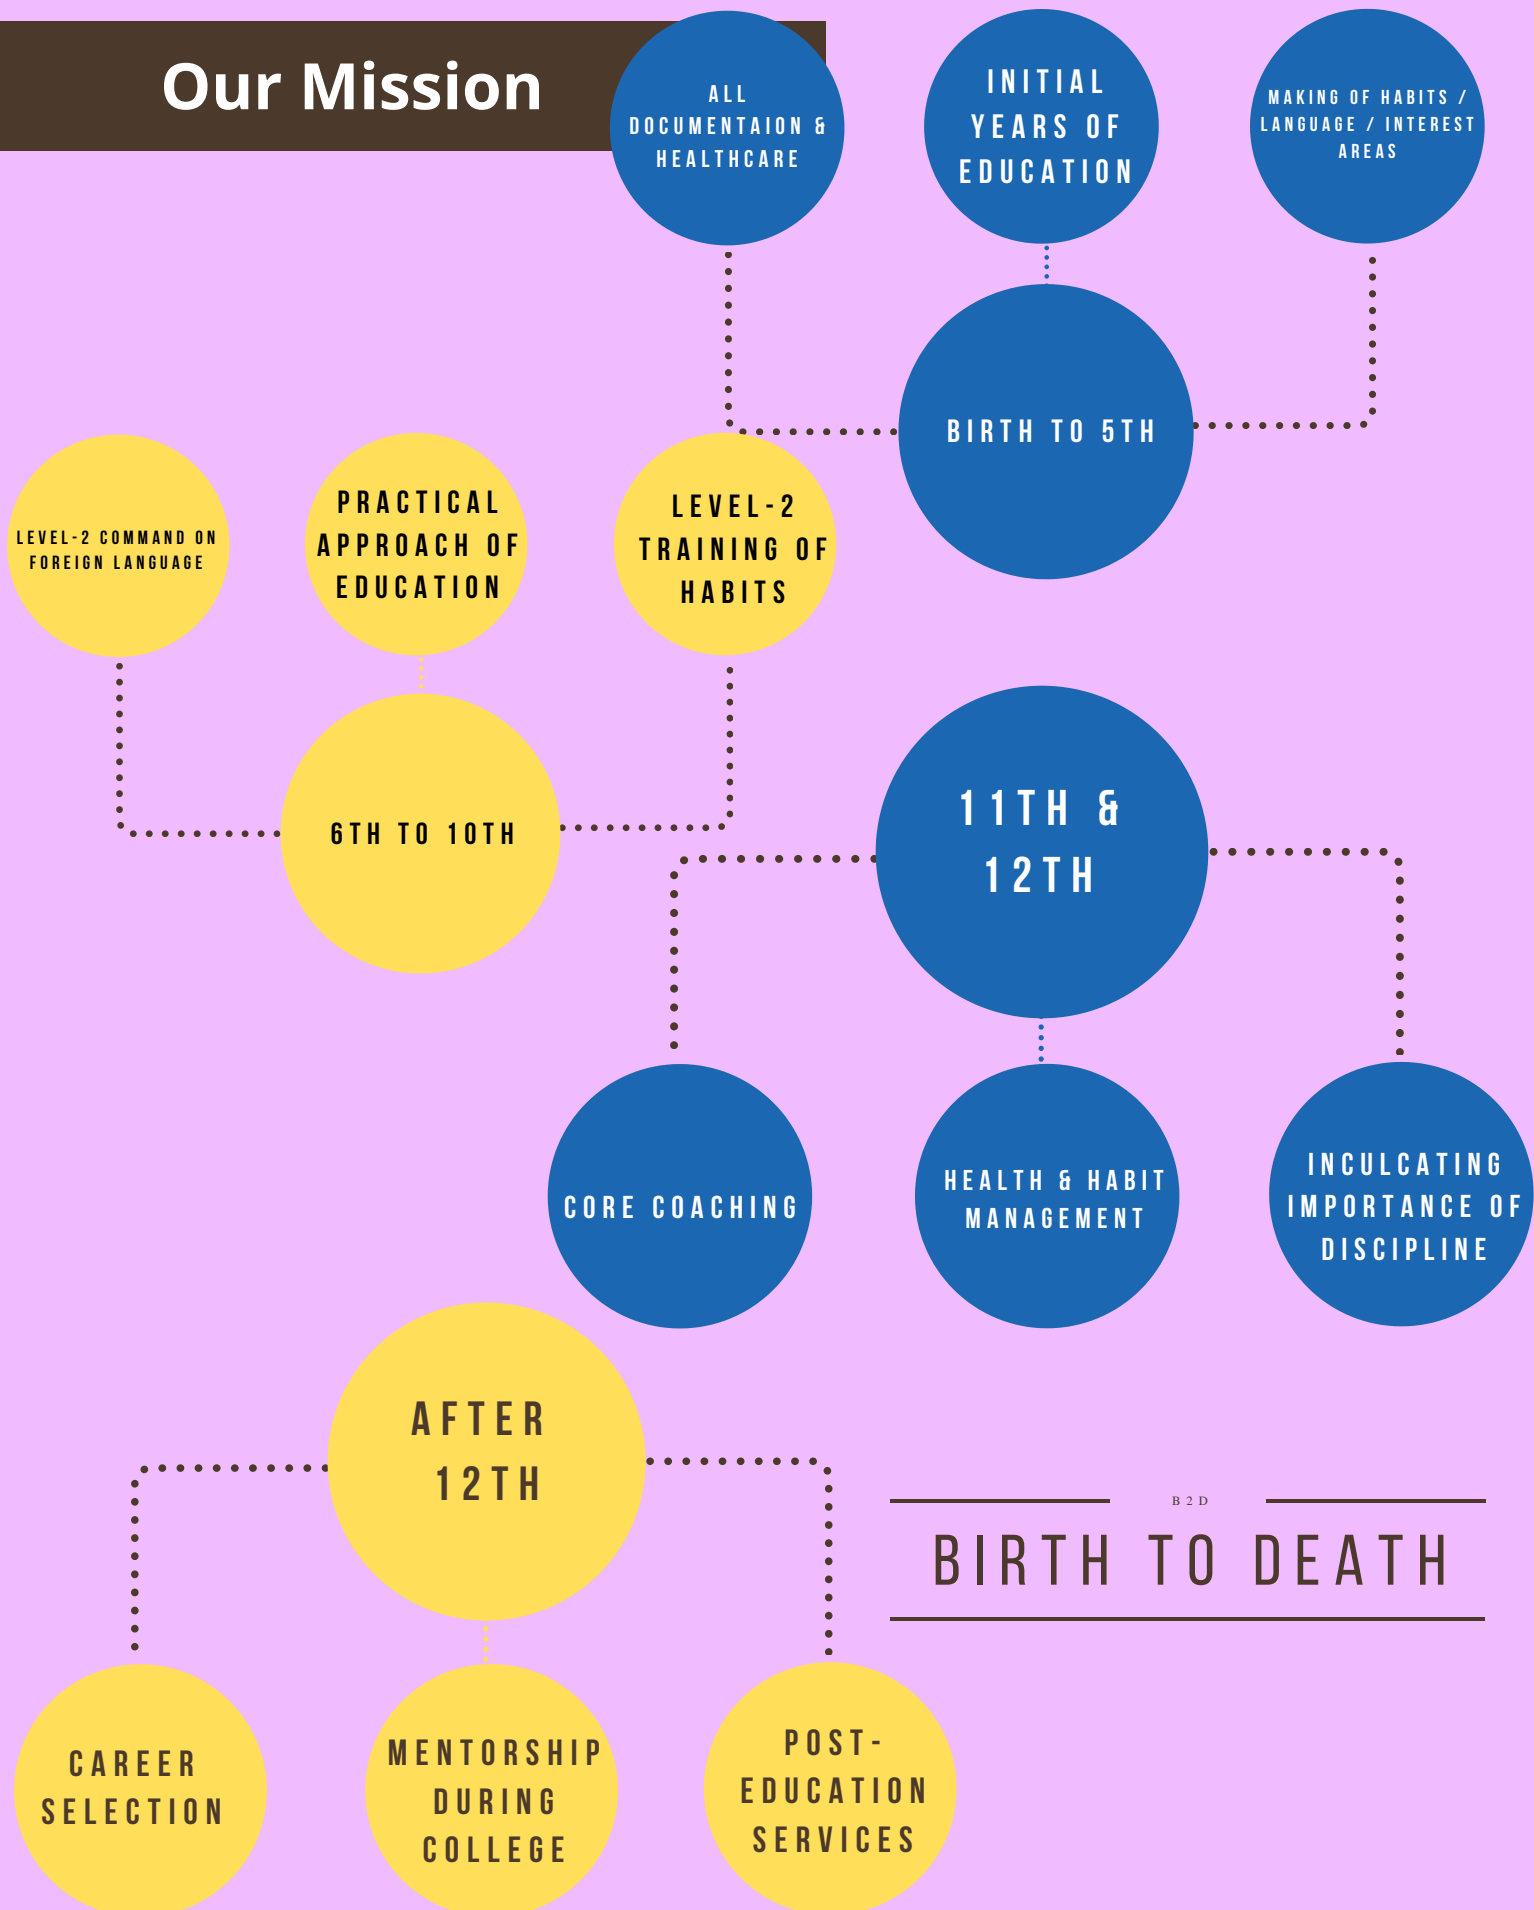 Our Mission
ALL
DOCUMENTAION &
HEALTHCARE
INITIAL
YEARS OF
EDUCATION
MAKING OF HABITS /
LANGUAGE / INTEREST
AREAS
BIRTH TO 5TH
LEVEL-2 COMMAND ON
FOREIGN LANGUAGE
PRACTICAL
APPROACH OF
EDUCATION
LEVEL-2
TRAINING OF
HABITS
6TH TO 10TH
11TH &
12TH
CORE COACHING
HEALTH & HABIT
MANAGEMENT
INCULCATING
IMPORTANCE OF
DISCIPLINE
AFTER
12TH
B2D
BIRTH TO DEATH
CAREER
SELECTION
MENTORSHIP
DURING
COLLEGE
POST-
EDUCATION
SERVICES